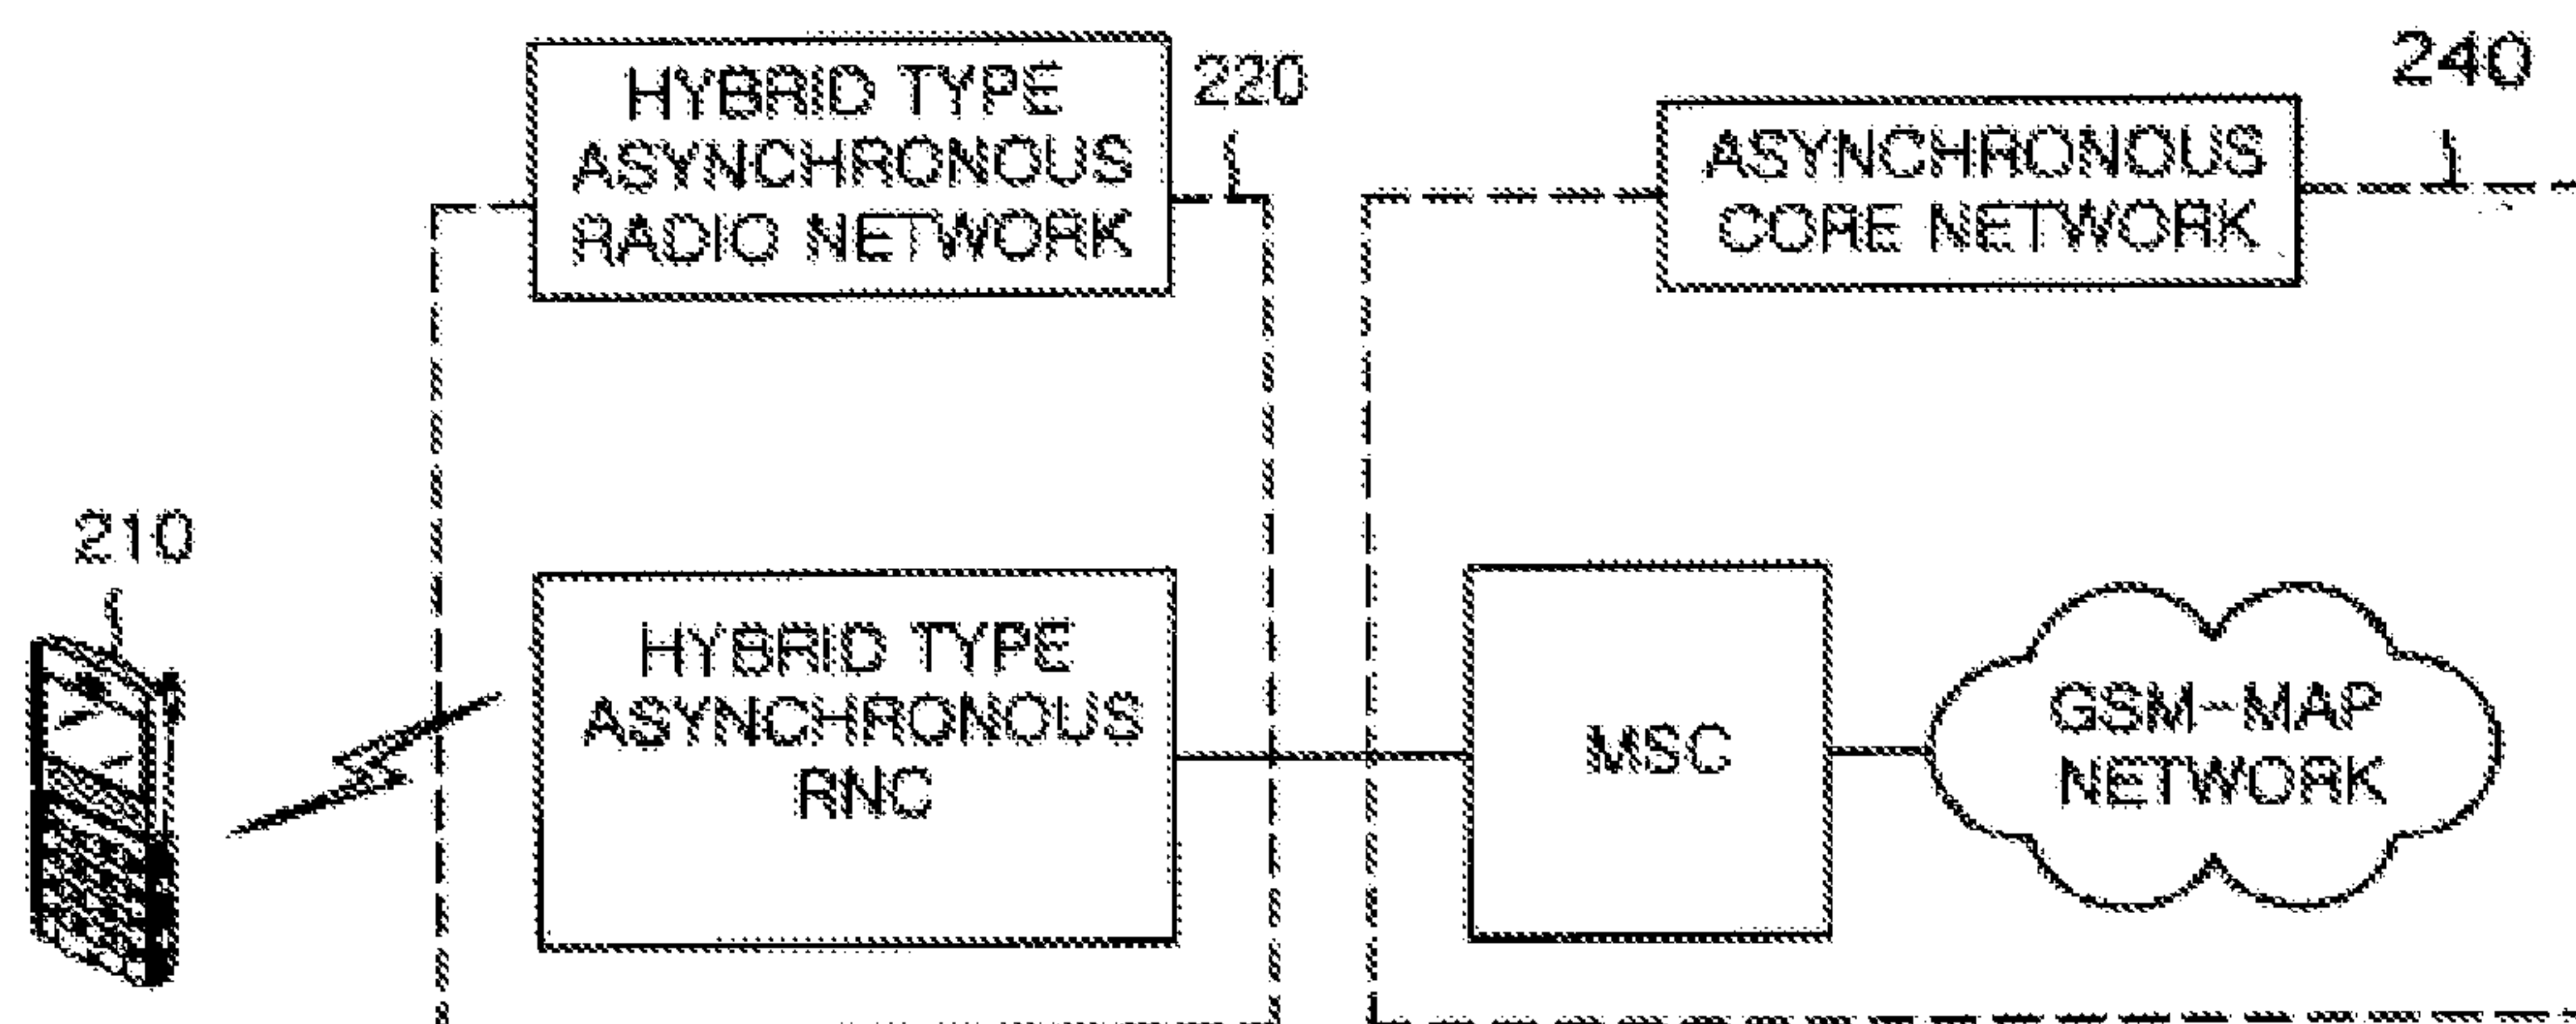 HYBRID TYPE
ASYNCHRONOUS
RADIO NETWORK
220
ASYNCHRONOUS
CORE NETWORK
240
210
HYBRID TYPE
ASYNCHRONOUS
RNC
MSC
GSM-MAP
NETWORK